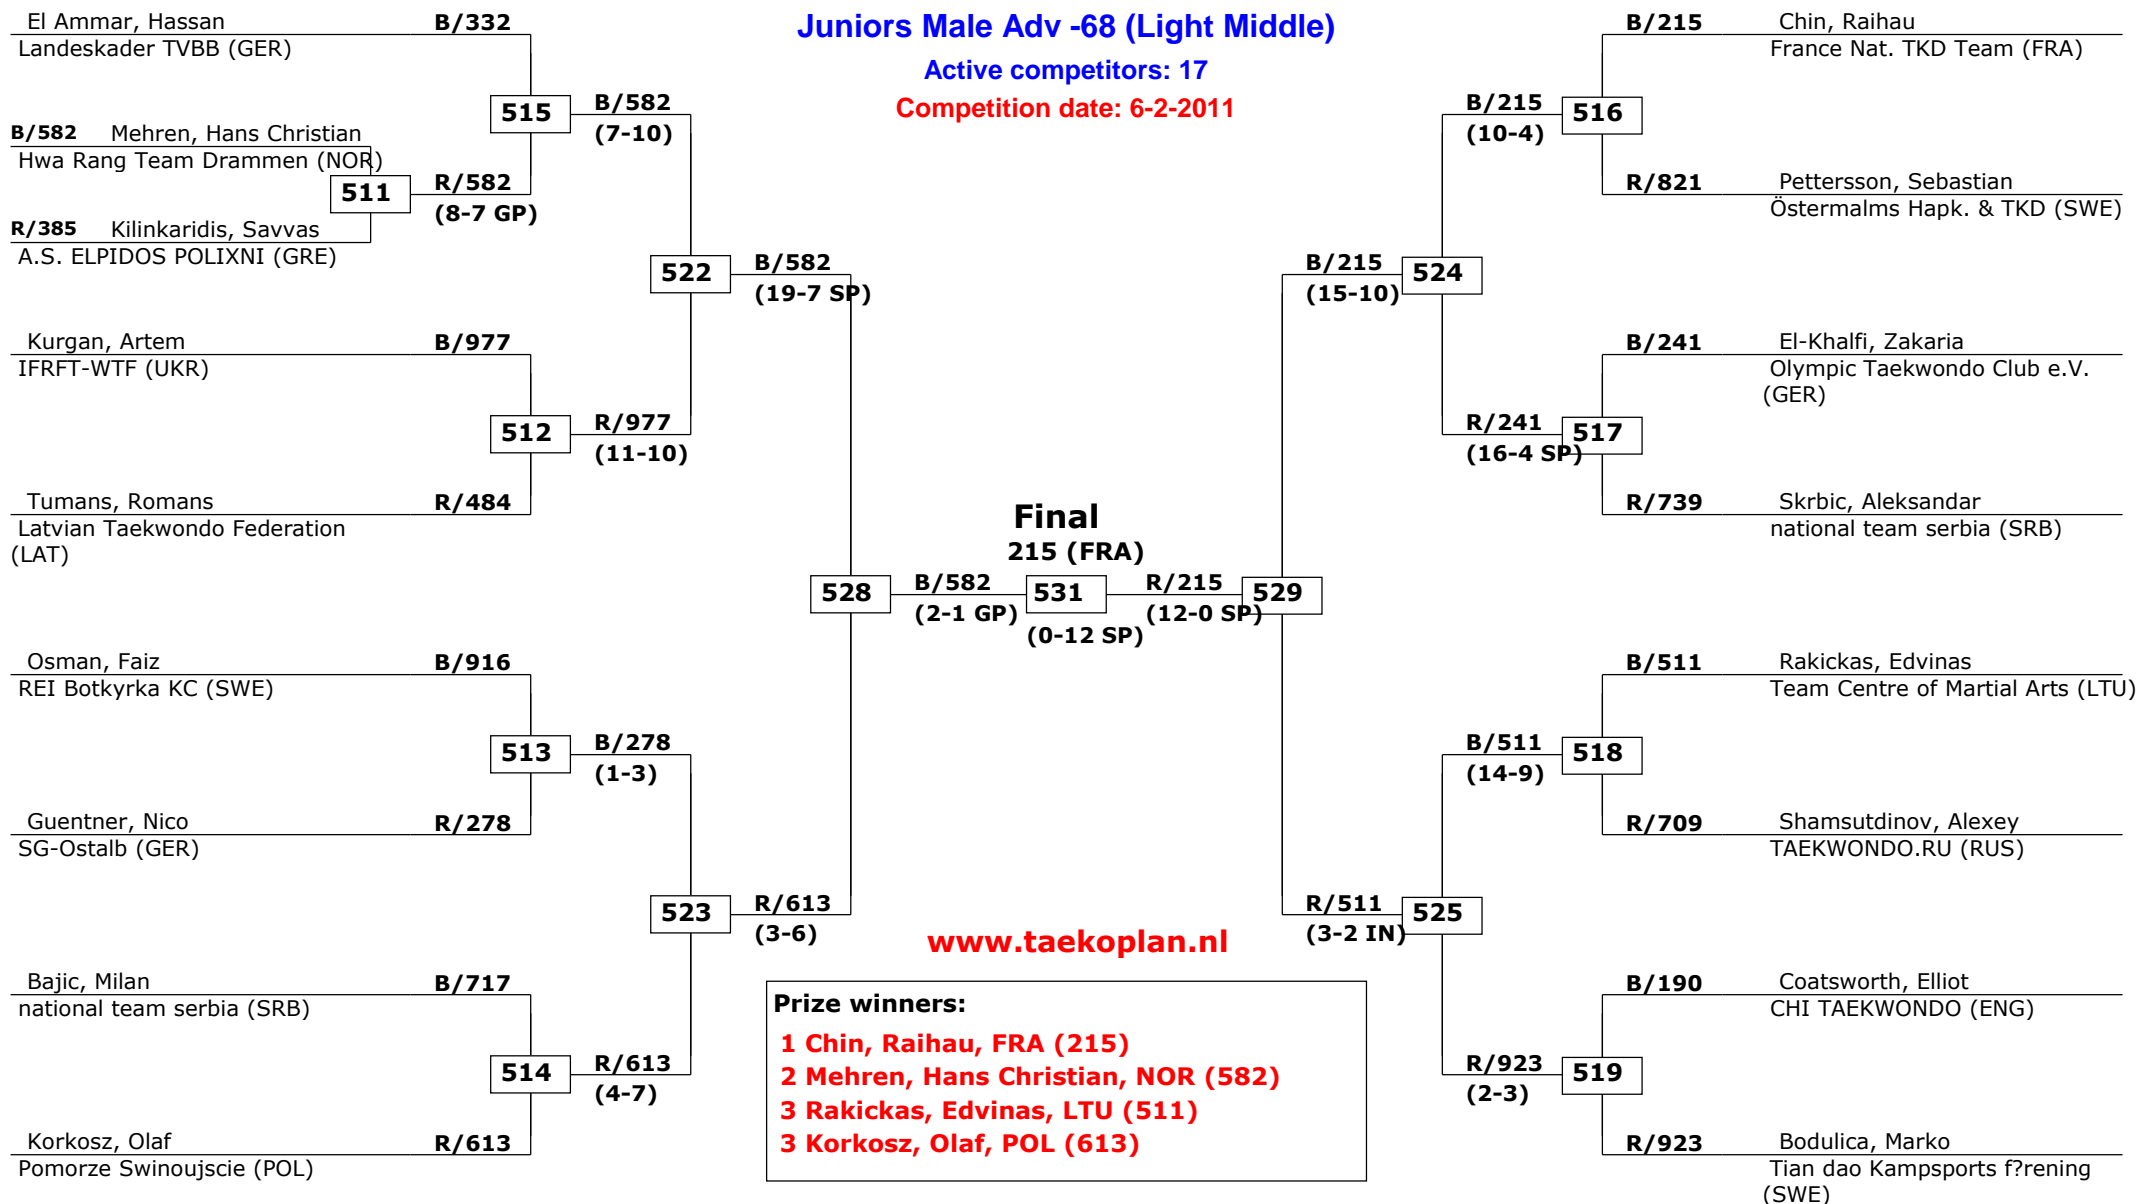 Juniors Male Adv -68 (Light Middle)
Active competitors: 17
Competition date: 6-2-2011
El Ammar, Hassan B/332
Landeskader TVBB (GER)
B/582 Mehren, Hans Christian
Hwa Rang Team Drammen (NOR)
R/385 Kilinkaridis, Savvas
A.S. ELPIDOS POLIXNI (GRE)
511
R/582
(8-7 GP)
515
B/582
(7-10)
Kurgan, Artem B/977
IFRFT-WTF (UKR)
512
R/977
(11-10)
Tumans, Romans R/484
Latvian Taekwondo Federation
(LAT)
522
B/582
(19-7 SP)
Osman, Faiz B/916
REI Botkyrka KC (SWE)
513
B/278
(1-3)
Guentner, Nico R/278
SG-Ostalb (GER)
523
R/613
(3-6)
Bajic, Milan B/717
national team serbia (SRB)
514
R/613
(4-7)
Korkosz, Olaf R/613
Pomorze Swinoujscie (POL)
528
B/582
(2-1 GP)
Final
215 (FRA)
531
(0-12 SP)
R/215
(12-0 SP)
529
B/215 Chin, Raihau
France Nat. TKD Team (FRA)
B/215
(10-4)
516
R/821 Pettersson, Sebastian
Östermalms Hapk. & TKD (SWE)
B/215
(15-10)
524
B/241 El-Khalfi, Zakaria
Olympic Taekwondo Club e.V.
(GER)
R/241
(16-4 SP)
517
R/739 Skrbic, Aleksandar
national team serbia (SRB)
B/511 Rakickas, Edvinas
Team Centre of Martial Arts (LTU)
B/511
(14-9)
518
R/709 Shamsutdinov, Alexey
TAEKWONDO.RU (RUS)
R/511
(3-2 IN)
525
B/190 Coatsworth, Elliot
CHI TAEKWONDO (ENG)
R/923
(2-3)
519
R/923 Bodulica, Marko
Tian dao Kampsports f?rening
(SWE)
www.taekoplan.nl
Prize winners:
1 Chin, Raihau, FRA (215)
2 Mehren, Hans Christian, NOR (582)
3 Rakickas, Edvinas, LTU (511)
3 Korkosz, Olaf, POL (613)